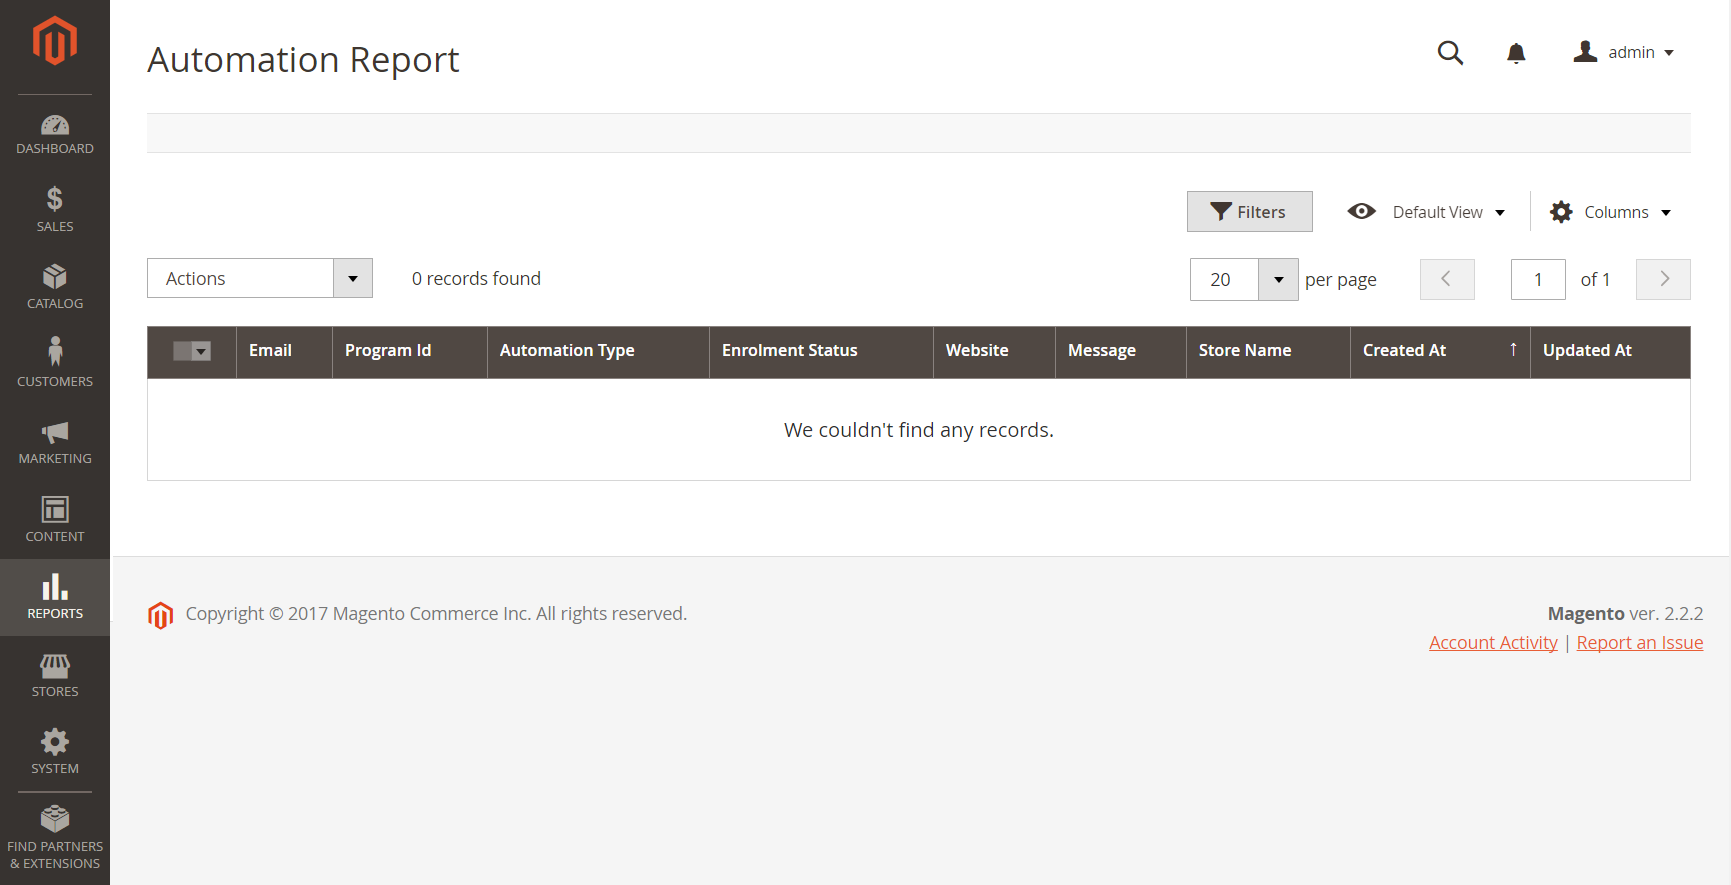 Automation Report
admin
DASHBOARD
SALES
CATALOG
CUSTOMERS
MARKETING
CONTENT
REPORTS
STORES
SYSTEM
FIND PARTNERS
& EXTENSIONS
Filters
Default View
Columns
Actions
0 records found
20 per page
1 of 1
Email Program Id Automation Type Enrolment Status Website Message Store Name Created At ↑ Updated At
We couldn't find any records.
Copyright © 2017 Magento Commerce Inc. All rights reserved.
Magento ver. 2.2.2
Account Activity | Report an Issue